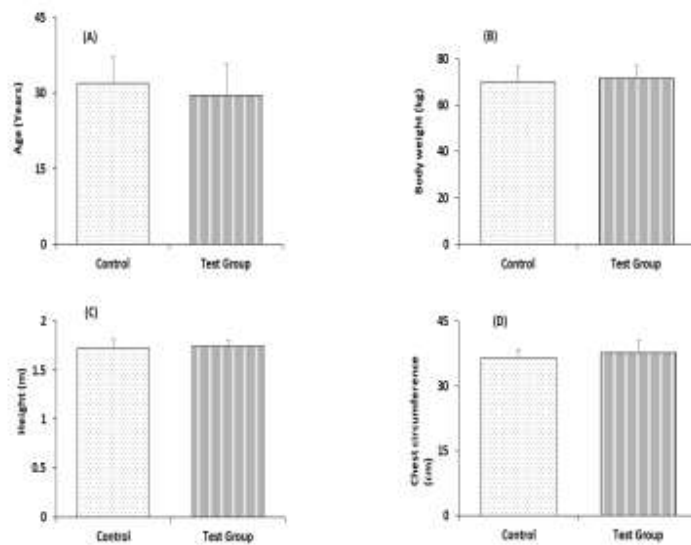 (A)
Age (Years)
45
30
15
0
Control Test Group
(B)
Body weight (kg)
80
60
40
20
0
Control Test Group
(C)
Height (m)
2
1.5
1
0.5
0
Control Test Group
(D)
Chest circumference
(cm)
45
30
15
0
Control Test Group